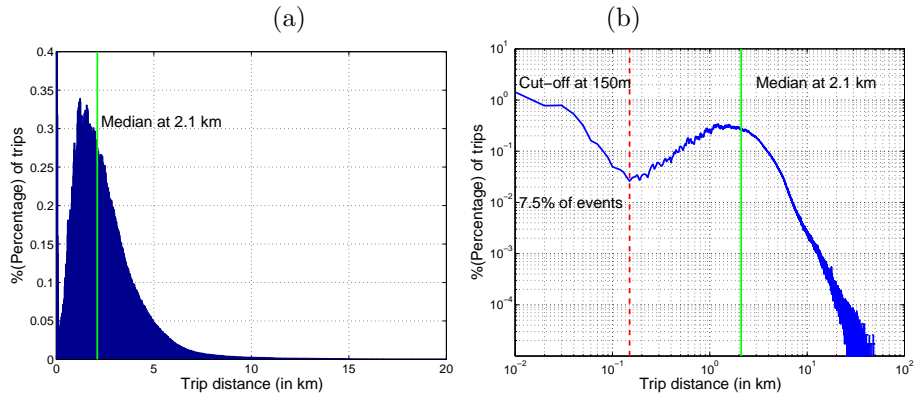 (a)
%(Percentage) of trips
0.4
0.35
0.3
0.25
0.2
0.15
0.1
0.05
0
Median at 2.1 km
0 5 10 15 20
Trip distance (in km)
(b)
%(Percentage) of trips
10^1
10^0
10^-1
10^-2
10^-3
10^-4
Cut-off at 150m
Median at 2.1 km
7.5% of events
10^-2 10^-1 10^0 10^1 10^2
Trip distance (in km)